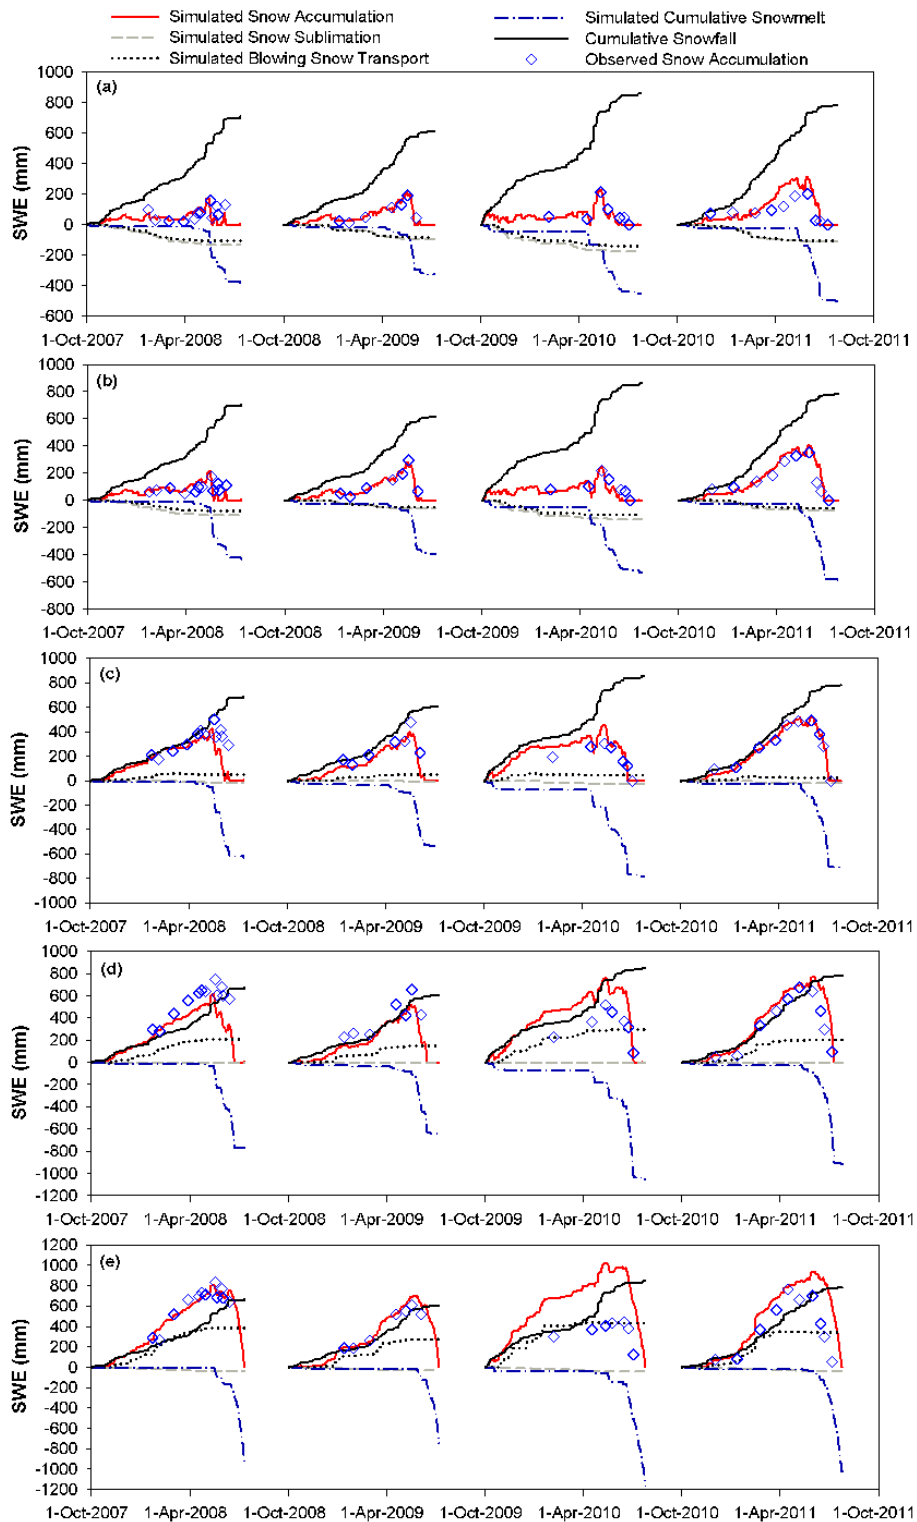 Simulated Snow Accumulation
Simulated Cumulative Snowmelt
Simulated Snow Sublimation
Cumulative Snowfall
Simulated Blowing Snow Transport
Observed Snow Accumulation
(a)
SWE (mm)
1000
800
600
400
200
0
-200
-400
-600
1-Oct-2007 1-Apr-2008 1-Oct-2008 1-Apr-2009 1-Oct-2009 1-Apr-2010 1-Oct-2010 1-Apr-2011 1-Oct-2011
(b)
SWE (mm)
1000
800
600
400
200
0
-200
-400
-600
-800
1-Oct-2007 1-Apr-2008 1-Oct-2008 1-Apr-2009 1-Oct-2009 1-Apr-2010 1-Oct-2010 1-Apr-2011 1-Oct-2011
(c)
SWE (mm)
1000
800
600
400
200
0
-200
-400
-600
-800
-1000
1-Oct-2007 1-Apr-2008 1-Oct-2008 1-Apr-2009 1-Oct-2009 1-Apr-2010 1-Oct-2010 1-Apr-2011 1-Oct-2011
(d)
SWE (mm)
1000
800
600
400
200
0
-200
-400
-600
-800
-1000
-1200
1-Oct-2007 1-Apr-2008 1-Oct-2008 1-Apr-2009 1-Oct-2009 1-Apr-2010 1-Oct-2010 1-Apr-2011 1-Oct-2011
(e)
SWE (mm)
1200
1000
800
600
400
200
0
-200
-400
-600
-800
-1000
-1200
1-Oct-2007 1-Apr-2008 1-Oct-2008 1-Apr-2009 1-Oct-2009 1-Apr-2010 1-Oct-2010 1-Apr-2011 1-Oct-2011